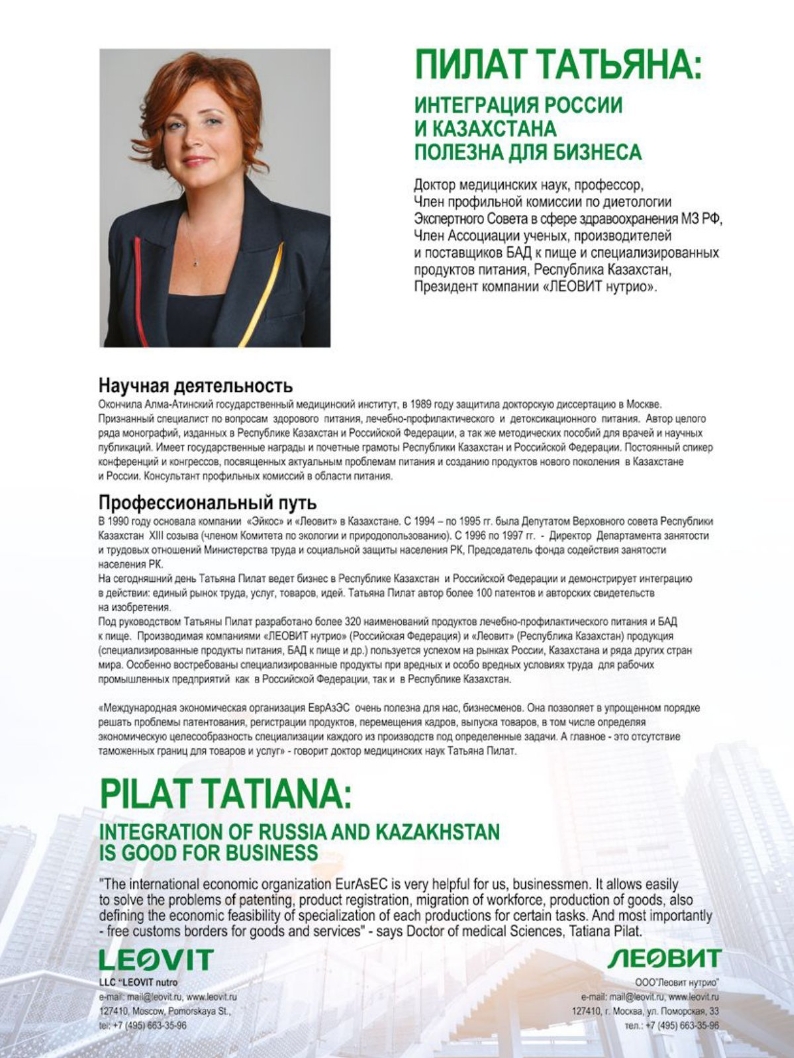 ПИЛАТ ТАТЬЯНА:
ИНТЕГРАЦИЯ РОССИИ
И КАЗАХСТАНА
ПОЛЕЗНА ДЛЯ БИЗНЕСА
Доктор медицинских наук, профессор,
Член профильной комиссии по диетологии
Экспертного Совета в сфере здравоохранения МЗ РФ,
Член Ассоциации ученых, производителей
и поставщиков БАД к пище и специализированных
продуктов питания, Республика Казахстан,
Президент компании «ЛЕОВИТ нутрио».
Научная деятельность
Окончила Алма-Атинский государственный медицинский институт, в 1989 году защитила докторскую диссертацию в Москве.
Признанный специалист по вопросам здорового питания, лечебно-профилактического и детоксикационного питания. Автор целого
ряда монографий, изданных в Республике Казахстан и Российской Федерации, а так же методических пособий для врачей и научных
публикаций. Имеет государственные награды и почетные грамоты Республики Казахстан и Российской Федерации. Постоянный спикер
конференций и конгрессов, посвященных актуальным проблемам питания и созданию продуктов нового поколения в Казахстане
и России. Консультант профильных комиссий в области питания.
Профессиональный путь
В 1990 году основала компании «Эйкос» и «Леовит» в Казахстане. С 1994 – по 1995 гг. была Депутатом Верховного совета Республики
Казахстан XIII созыва (членом Комитета по экологии и природопользованию). С 1996 по 1997 гг. - Директор Департамента занятости
и трудовых отношений Министерства труда и социальной защиты населения РК, Председатель фонда содействия занятости
населения РК.
На сегодняшний день Татьяна Пилат ведет бизнес в Республике Казахстан и Российской Федерации и демонстрирует интеграцию
в действии: единый рынок труда, услуг, товаров, идей. Татьяна Пилат автор более 100 патентов и авторских свидетельств
на изобретения.
Под руководством Татьяны Пилат разработано более 320 наименований продуктов лечебно-профилактического питания и БАД
к пище. Производимая компаниями «ЛЕОВИТ нутрио» (Российская Федерация) и «Леовит» (Республика Казахстан) продукция
(специализированные продукты питания, БАД к пище и др.) пользуется успехом на рынках России, Казахстана и ряда других стран
мира. Особенно востребованы специализированные продукты при вредных и особо вредных условиях труда для рабочих
промышленных предприятий как в Российской Федерации, так и в Республике Казахстан.
«Международная экономическая организация ЕврАзЭС очень полезна для нас, бизнесменов. Она позволяет в упрощенном порядке
решать проблемы патентования, регистрации продуктов, перемещения кадров, выпуска товаров, в том числе определяя
экономическую целесообразность специализации каждого из производств под определенные задачи. А главное - это отсутствие
таможенных границ для товаров и услуг» - говорит доктор медицинских наук Татьяна Пилат.
PILAT TATIANA:
INTEGRATION OF RUSSIA AND KAZAKHSTAN
IS GOOD FOR BUSINESS
"The international economic organization EurAsEC is very helpful for us, businessmen. It allows easily
to solve the problems of patenting, product registration, migration of workforce, production of goods, also
defining the economic feasibility of specialization of each productions for certain tasks. And most importantly
- free customs borders for goods and services" - says Doctor of medical Sciences, Tatiana Pilat.
LEOVIT
LLC "LEOVIT nutro
e-mail: mail@leovit.ru, www.leovit.ru
127410, Moscow, Pomorskaya St.,
tel: +7 (495) 663-35-96
ЛЕОВИТ
ООО"Леовит нутрио"
e-mail: mail@leovit.ru, www.leovit.ru
127410, г. Москва, ул. Поморская, 33
тел.: +7 (495) 663-35-96